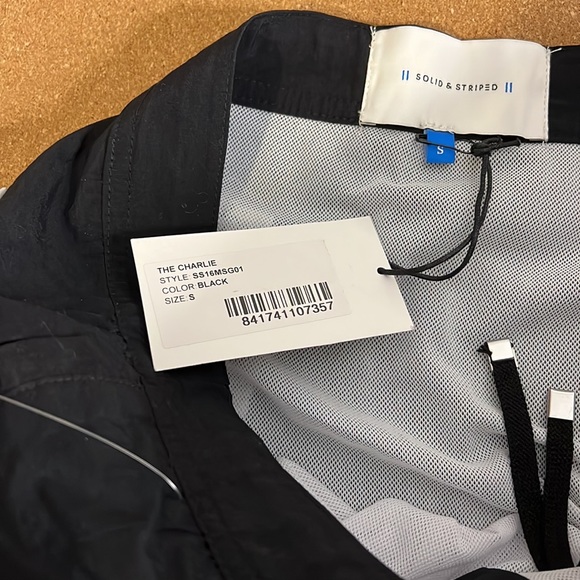 || SOLID & STRIPED ||
S
THE CHARLIE
STYLE: SS16MSG01
COLOR: BLACK
SIZE: S
841741107357